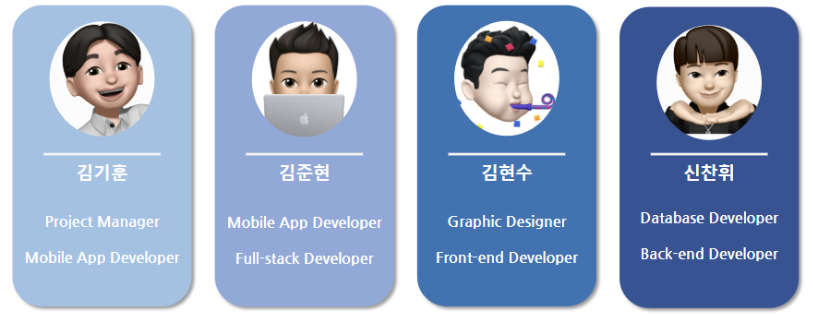 김기훈
Project Manager
Mobile App Developer
김준현
Mobile App Developer
Full-stack Developer
김현수
Graphic Designer
Front-end Developer
신찬휘
Database Developer
Back-end Developer